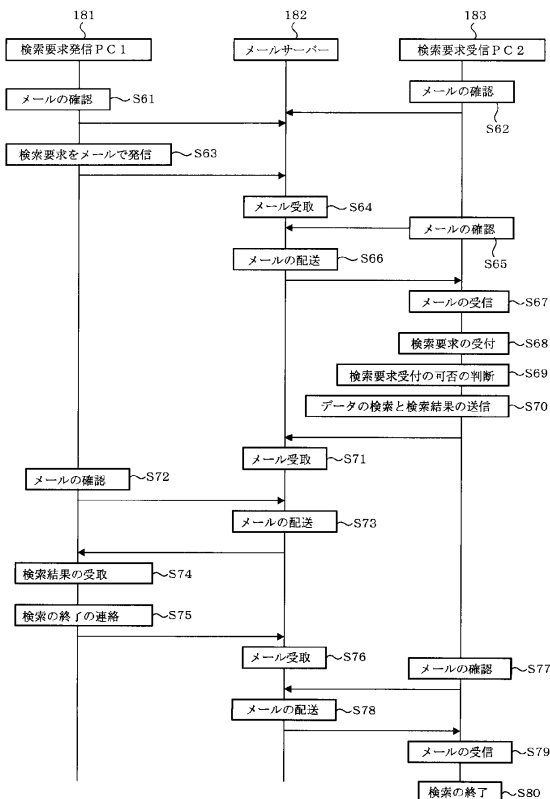 181
182
183
検索要求発信PC1
メールサーバー
検索要求受信PC2
メールの確認
S61
メールの確認
S62
検索要求をメールで発信
S63
メール受取
S64
メールの確認
S65
メールの配送
S66
メールの受信
S67
検索要求の受付
S68
検索要求受付の可否の判断
S69
データの検索と検索結果の送信
S70
メール受取
S71
メールの確認
S72
メールの配送
S73
検索結果の受取
S74
検索の終了の連絡
S75
メール受取
S76
メールの確認
S77
メールの配送
S78
メールの受信
S79
検索の終了
S80